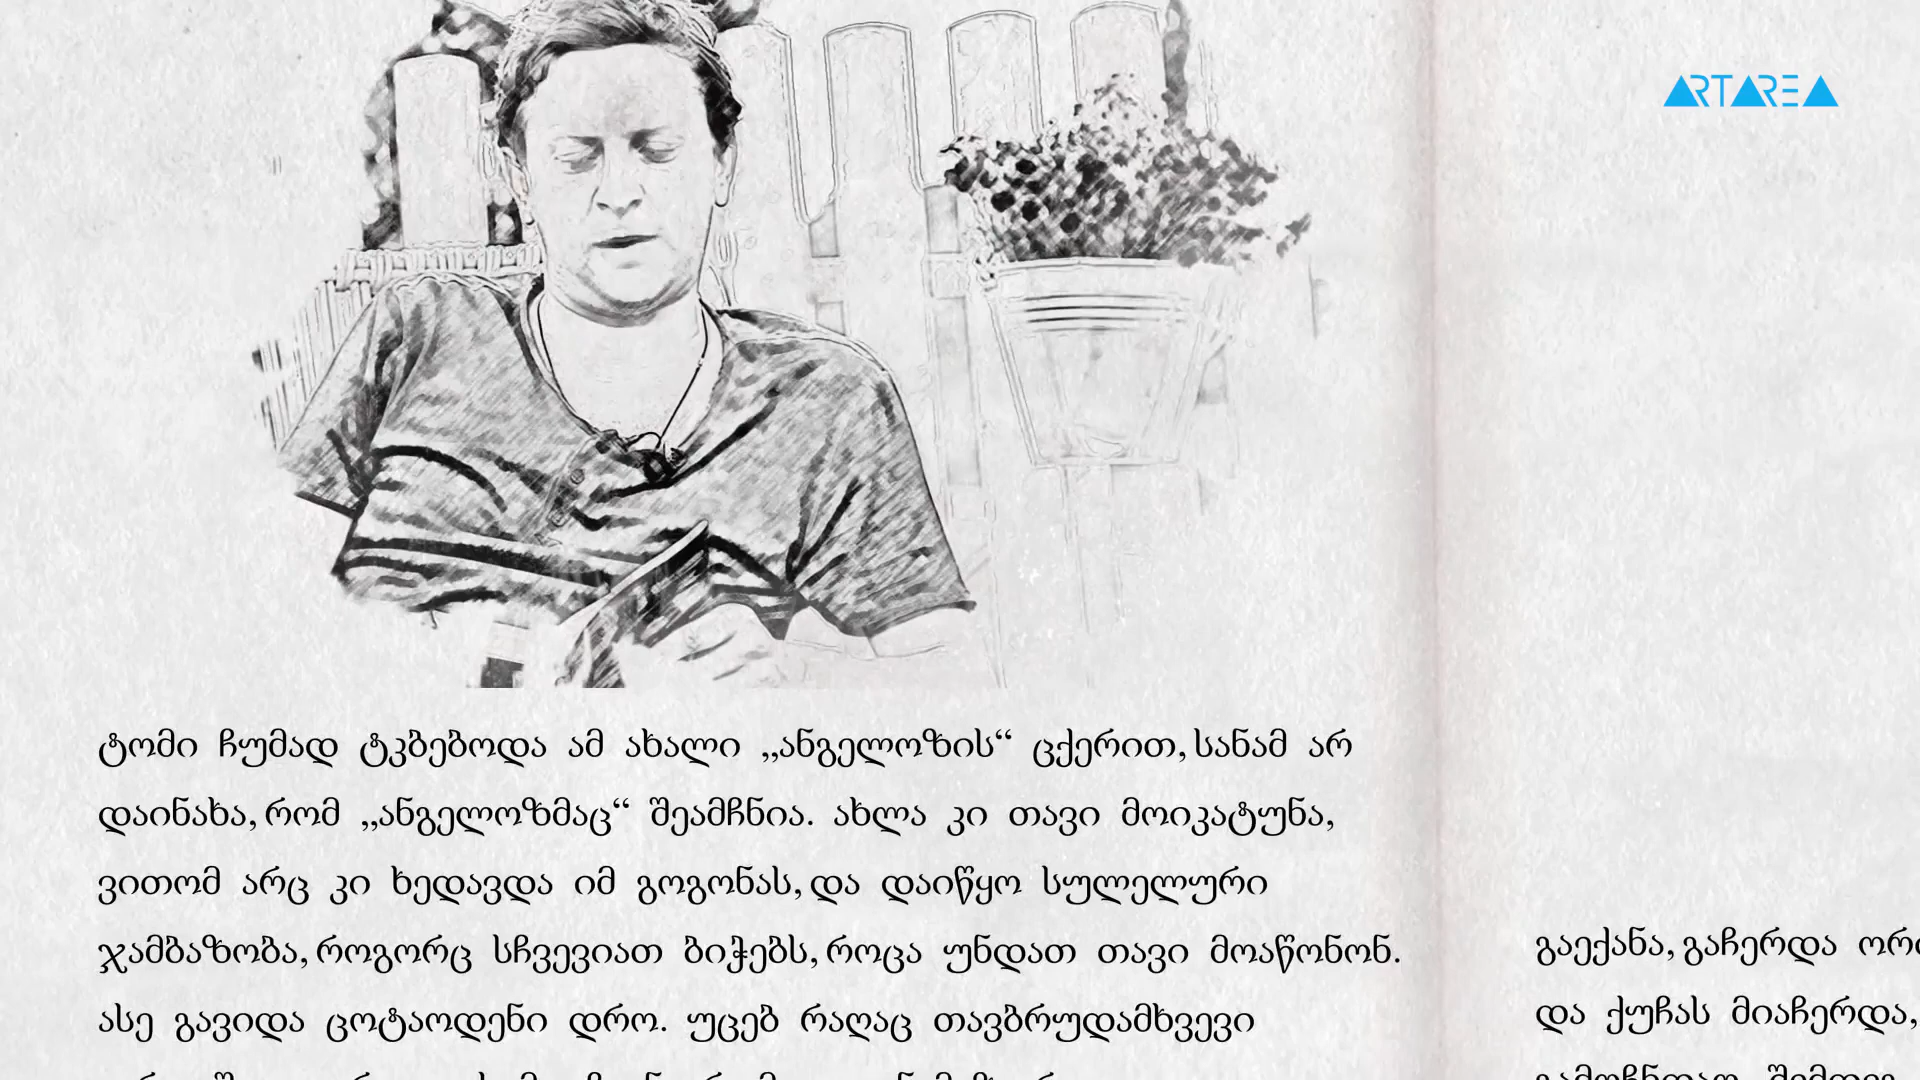 ARTAREA
ტომი ჩუმად ტკბებოდა ამ ახალი „ანგელოზის“ ცქერით, სანამ არ
დაინახა, რომ „ანგელოზმაც“ შეამჩნია. ახლა კი თავი მოიკატუნა,
ვითომ არც კი ხედავდა იმ გოგონას, და დაიწყო სულელური
ჯამბაზობა, როგორც სჩვევიათ ბიჭებს, როცა უნდათ თავი მოაწონონ.
ასე გავიდა ცოტაოდენი დრო. უცებ რაღაც თავბრუდამხვევი
გაექანა, გაჩერდა
და ქუჩას მიაჩერდა,